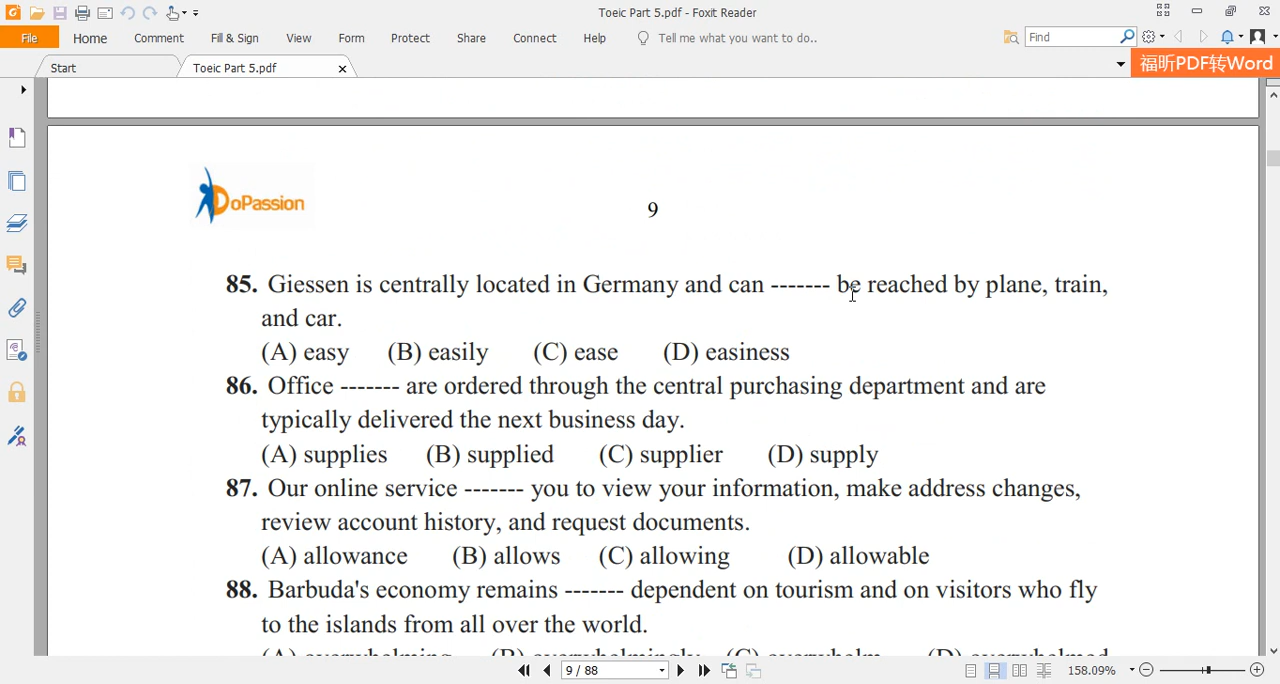 Toeic Part 5.pdf - Foxit Reader
File Home Comment Fill & Sign View Form Protect Share Connect Help Tell me what you want to do.. Find
Start Toeic Part 5.pdf 福昕PDF转Word
DoPassion
9
85. Giessen is centrally located in Germany and can ------- be reached by plane, train,
and car.
(A) easy (B) easily (C) ease (D) easiness
86. Office ------- are ordered through the central purchasing department and are
typically delivered the next business day.
(A) supplies (B) supplied (C) supplier (D) supply
87. Our online service ------- you to view your information, make address changes,
review account history, and request documents.
(A) allowance (B) allows (C) allowing (D) allowable
88. Barbuda's economy remains ------- dependent on tourism and on visitors who fly
to the islands from all over the world.
(A) overwhelming (B) overwhelmingly (C) overwhelm (D) overwhelmed
9 / 88 158.09%